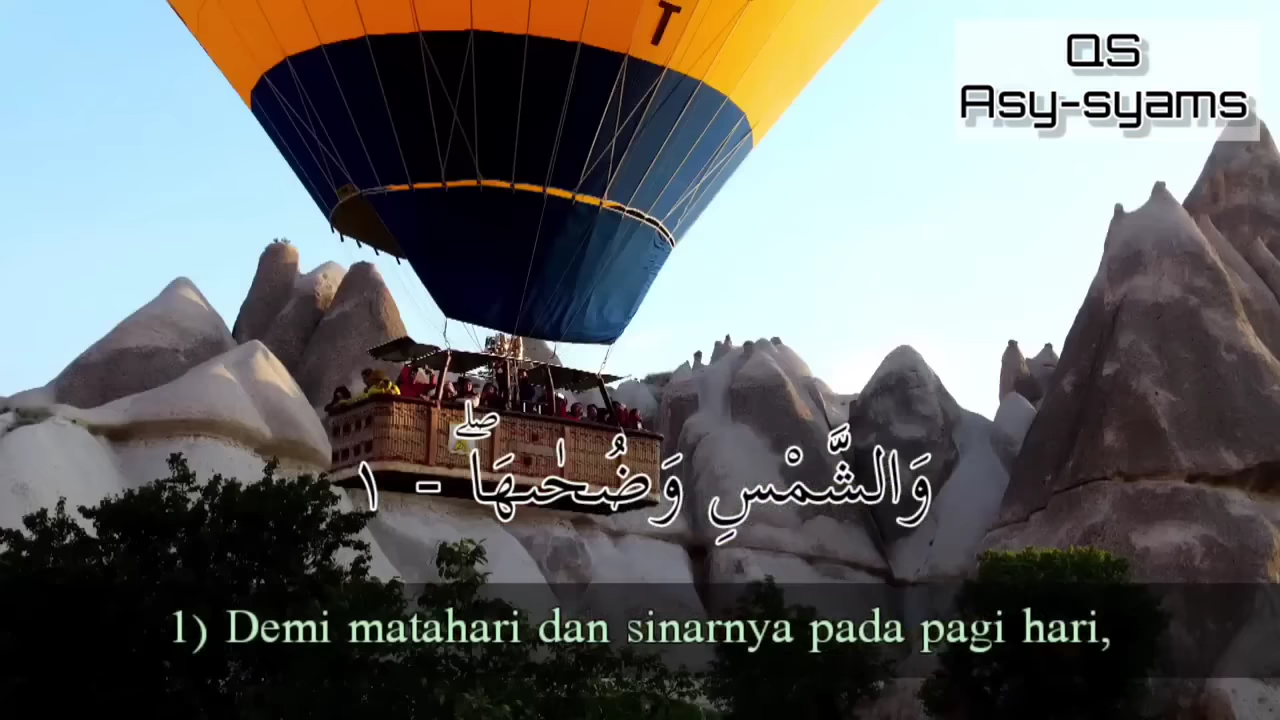 T
QS
Asy-syams
وَالشَّمْسِ وَضُحٰىهَاۖ - ١
1) Demi matahari dan sinarnya pada pagi hari,